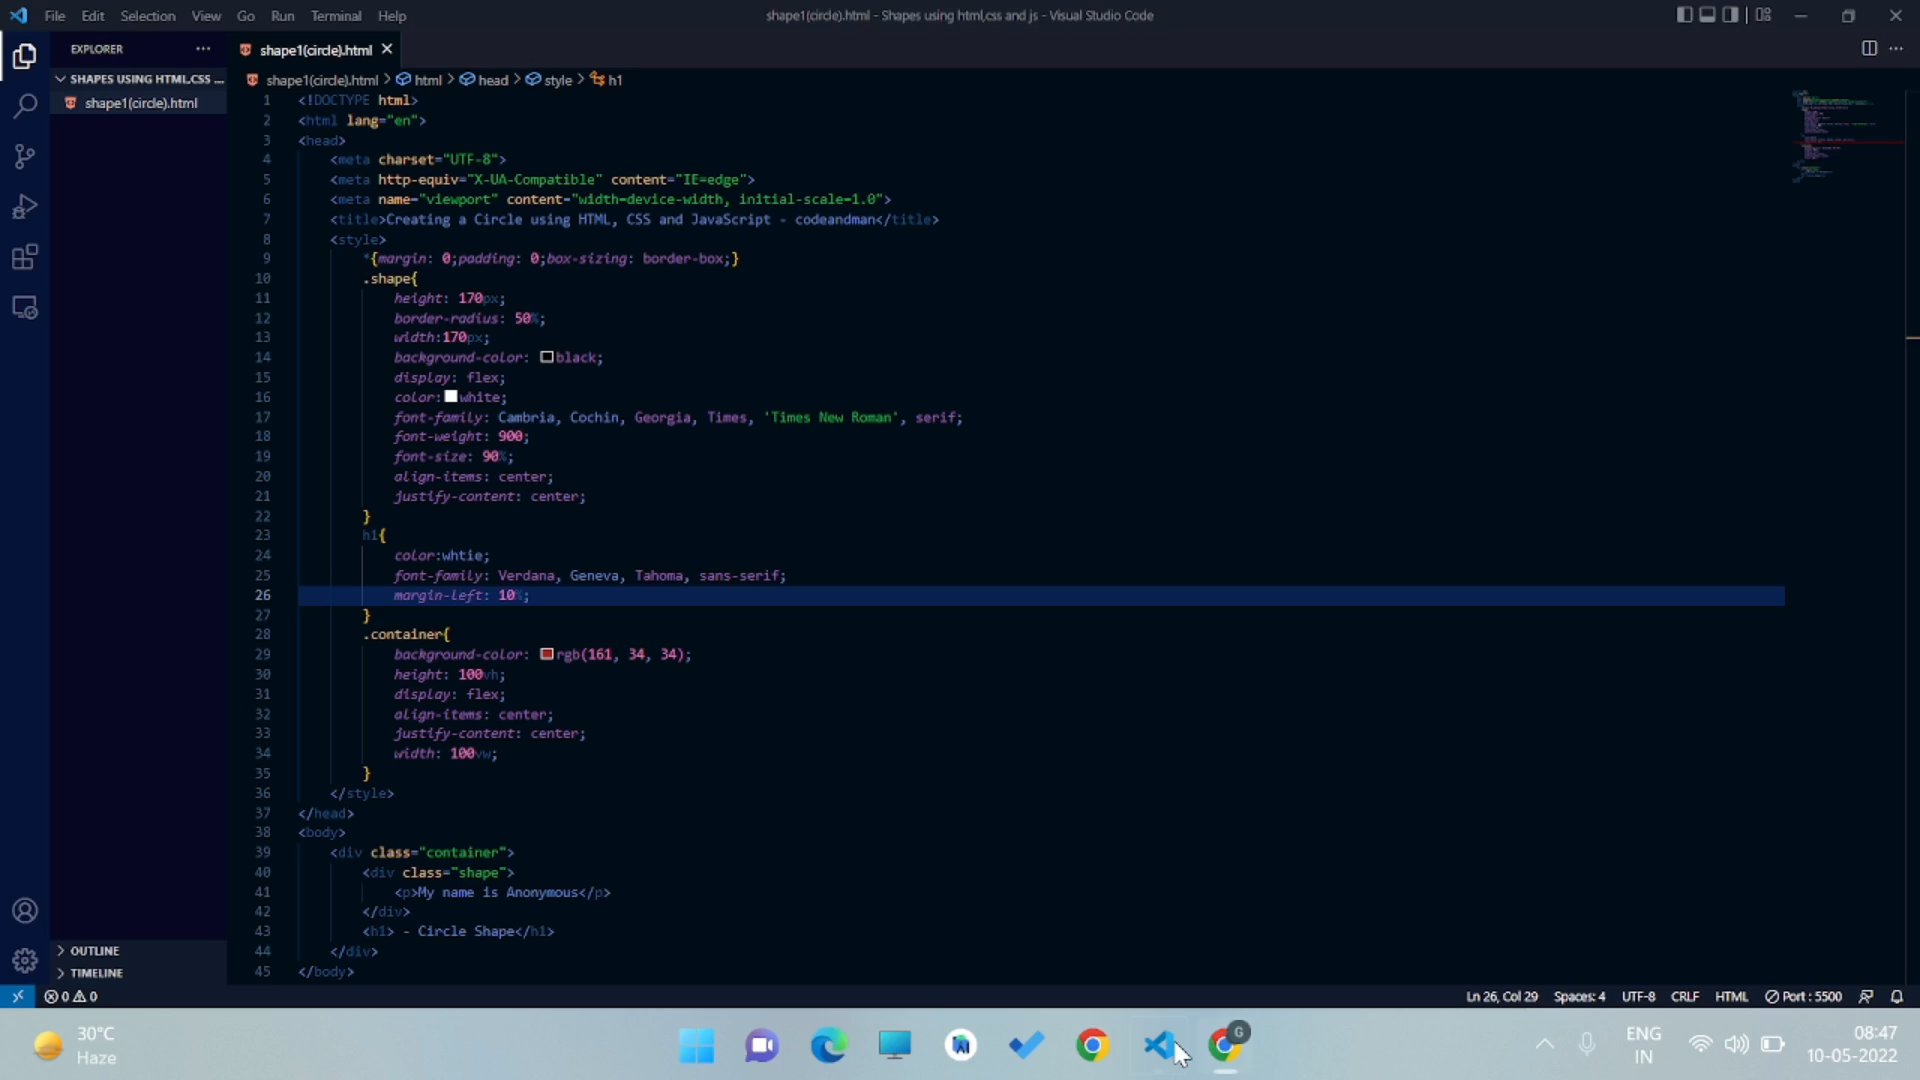 File Edit Selection View Go Run Terminal Help
shape1(circle).html - Shapes using html,css and js - Visual Studio Code
EXPLORER
shape1(circle).html
SHAPES USING HTML,CSS ...
shape1(circle).html
shape1(circle).html > html > head > style > h1
1 <!DOCTYPE html>
2 <html lang="en">
3 <head>
4 <meta charset="UTF-8">
5 <meta http-equiv="X-UA-Compatible" content="IE=edge">
6 <meta name="viewport" content="width=device-width, initial-scale=1.0">
7 <title>Creating a Circle using HTML, CSS and JavaScript - codeandman</title>
8 <style>
9 *{margin: 0;padding: 0;box-sizing: border-box;}
10 .shape{
11 height: 170px;
12 border-radius: 50%;
13 width:170px;
14 background-color: black;
15 display: flex;
16 color:white;
17 font-family: Cambria, Cochin, Georgia, Times, 'Times New Roman', serif;
18 font-weight: 900;
19 font-size: 90%;
20 align-items: center;
21 justify-content: center;
22 }
23 h1{
24 color:whtie;
25 font-family: Verdana, Geneva, Tahoma, sans-serif;
26 margin-left: 10%;
27 }
28 .container{
29 background-color: rgb(161, 34, 34);
30 height: 100vh;
31 display: flex;
32 align-items: center;
33 justify-content: center;
34 width: 100vw;
35 }
36 </style>
37 </head>
38 <body>
39 <div class="container">
40 <div class="shape">
41 <p>My name is Anonymous</p>
42 </div>
43 <h1> - Circle Shape</h1>
44 </div>
45 </body>
OUTLINE
TIMELINE
0 0
Ln 26, Col 29 Spaces: 4 UTF-8 CRLF HTML Port : 5500
30°C
Haze
G
ENG
IN
08:47
10-05-2022